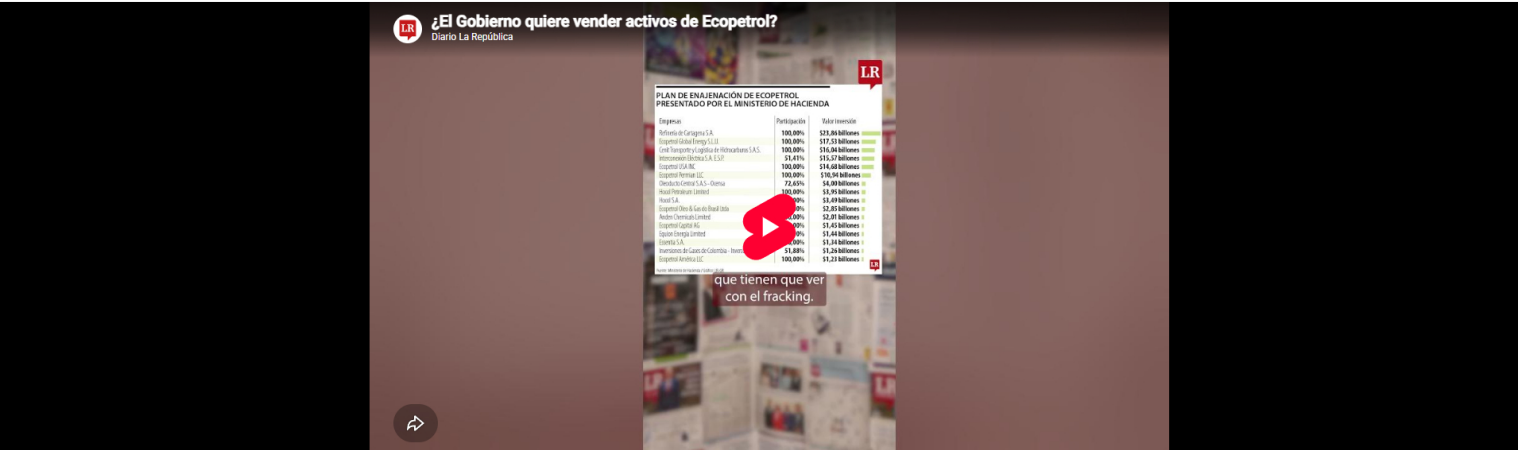 LR
¿El Gobierno quiere vender activos de Ecopetrol?
Diario La República
LR
PLAN DE ENAJENACIÓN DE ECOPETROL
PRESENTADO POR EL MINISTERIO DE HACIENDA
Empresas Participación Valor inversión
Refinería de Cartagena S.A. 100,00% $23,86 billones
Ecopetrol Global Energy S.L.U. 100,00% $17,53 billones
Cenit Transporte y Logística de Hidrocarburos S.A.S. 100,00% $16,04 billones
Interconexión Eléctrica S.A. E.S.P. 51,41% $15,57 billones
Ecopetrol USA INC 100,00% $14,68 billones
Ecopetrol Permian LLC 100,00% $10,94 billones
Oleoducto Central S.A.S - Ocensa 72,65% $4,00 billones
Hocol Petroleum Limited 100,00% $3,95 billones
Hocol S.A. $3,49 billones
Ecopetrol Óleo & Gas do Brasil Ltda $2,85 billones
Andean Chemicals Limited $2,01 billones
Ecopetrol Capital AG $1,45 billones
Equion Energía Limited $1,44 billones
Esenttia S.A. $1,34 billones
Inversiones de Gases de Colombia - 51,88% $1,26 billones
Ecopetrol América LLC 100,00% $1,23 billones
LR
que tienen que ver
con el fracking.